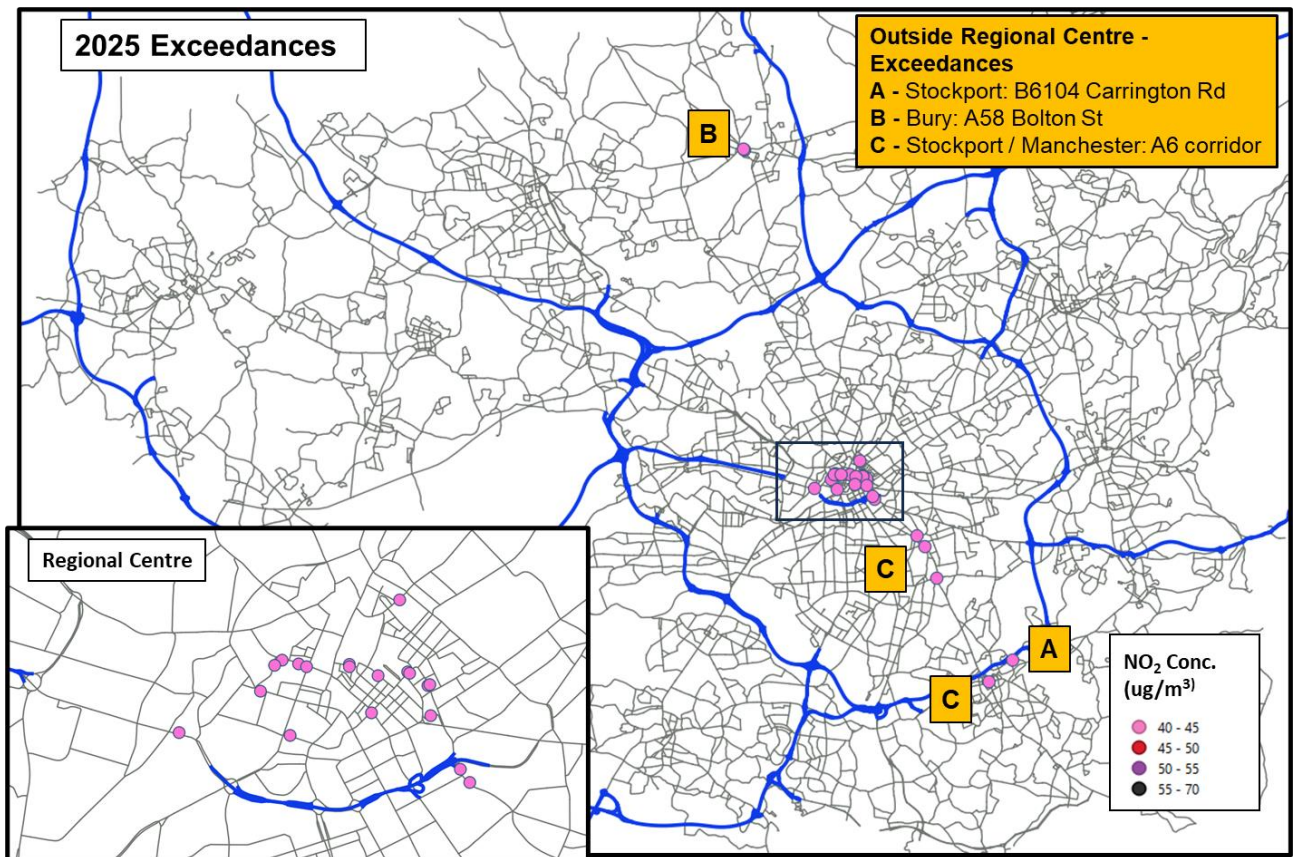 2025 Exceedances
Outside Regional Centre -
Exceedances
A - Stockport: B6104 Carrington Rd
B - Bury: A58 Bolton St
C - Stockport / Manchester: A6 corridor
B
C
A
C
Regional Centre
NO₂ Conc.
(ug/m³⁾
40 - 45
45 - 50
50 - 55
55 - 70